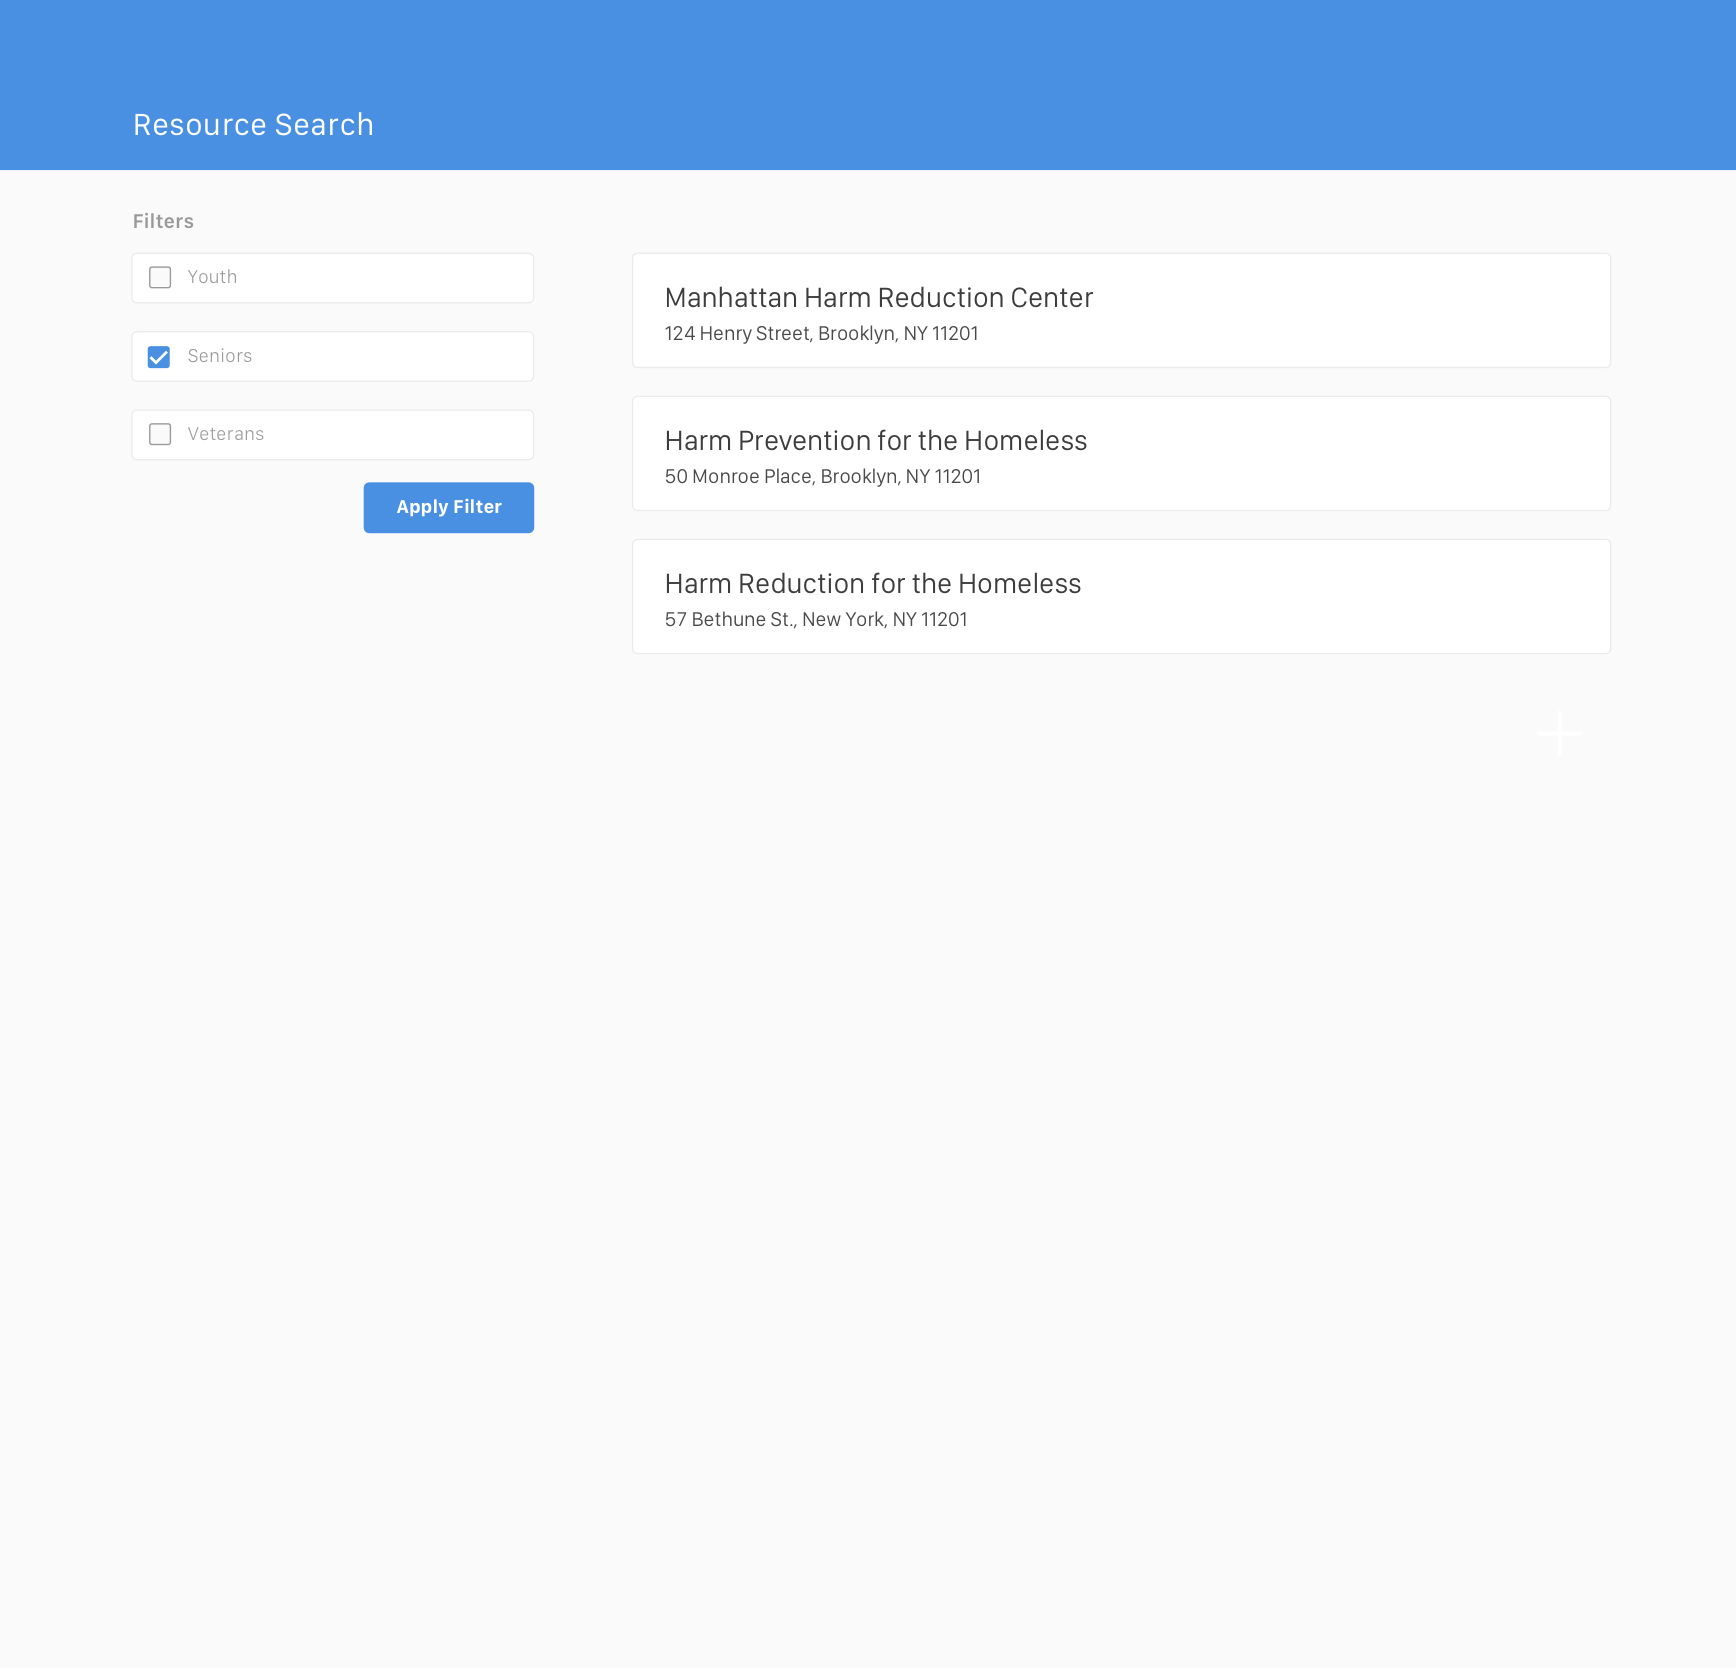 Resource Search
Filters
Youth
Seniors
Veterans
Apply Filter
Manhattan Harm Reduction Center
124 Henry Street, Brooklyn, NY 11201
Harm Prevention for the Homeless
50 Monroe Place, Brooklyn, NY 11201
Harm Reduction for the Homeless
57 Bethune St., New York, NY 11201